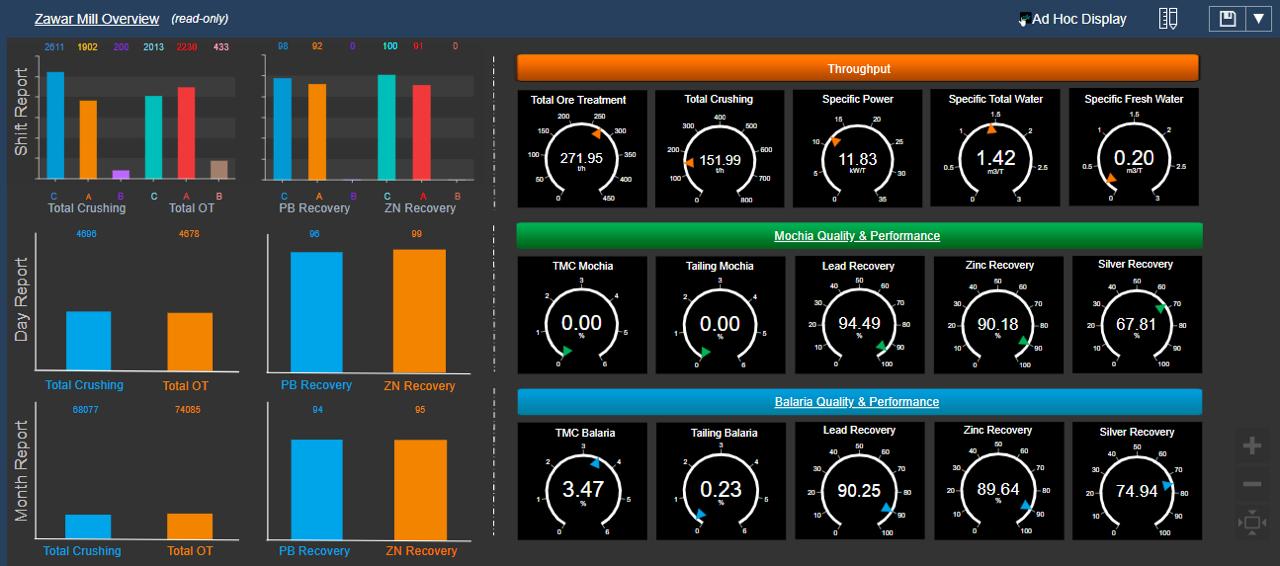 Zawar Mill Overview (read-only)
Ad Hoc Display
Shift Report
2611 1902 200 2013 2230 433
C A B C A B
Total Crushing Total OT
98 92 0 100 91 0
C A B C A B
PB Recovery ZN Recovery
Day Report
4696 4678
Total Crushing Total OT
96 99
PB Recovery ZN Recovery
Month Report
68077 74085
Total Crushing Total OT
94 95
PB Recovery ZN Recovery
Throughput
Total Ore Treatment
0 50 100 150 200 250 300 350 400 450
271.95
t/h
Total Crushing
0 100 200 300 400 500 600 700 800
151.99
t/h
Specific Power
0 5 10 15 20 25 30 35
11.83
kW/T
Specific Total Water
0 0.5 1 1.5 2 2.5 3
1.42
m3/T
Specific Fresh Water
0 0.5 1 1.5 2 2.5 3
0.20
m3/T
Mochia Quality & Performance
TMC Mochia
0 1 2 3 4 5 6
0.00
%
Tailing Mochia
0 1 2 3 4 5 6
0.00
%
Lead Recovery
10 20 30 40 50 60 70 80 90 100
94.49
%
Zinc Recovery
10 20 30 40 50 60 70 80 90 100
90.18
%
Silver Recovery
10 20 30 40 50 60 70 80 90 100
67.81
%
Balaria Quality & Performance
TMC Balaria
0 1 2 3 4 5 6
3.47
%
Tailing Balaria
0 1 2 3 4 5 6
0.23
%
Lead Recovery
10 20 30 40 50 60 70 80 90 100
90.25
Zinc Recovery
10 20 30 40 50 60 70 80 90 100
89.64
%
Silver Recovery
10 20 30 40 50 60 70 80 90 100
74.94
%